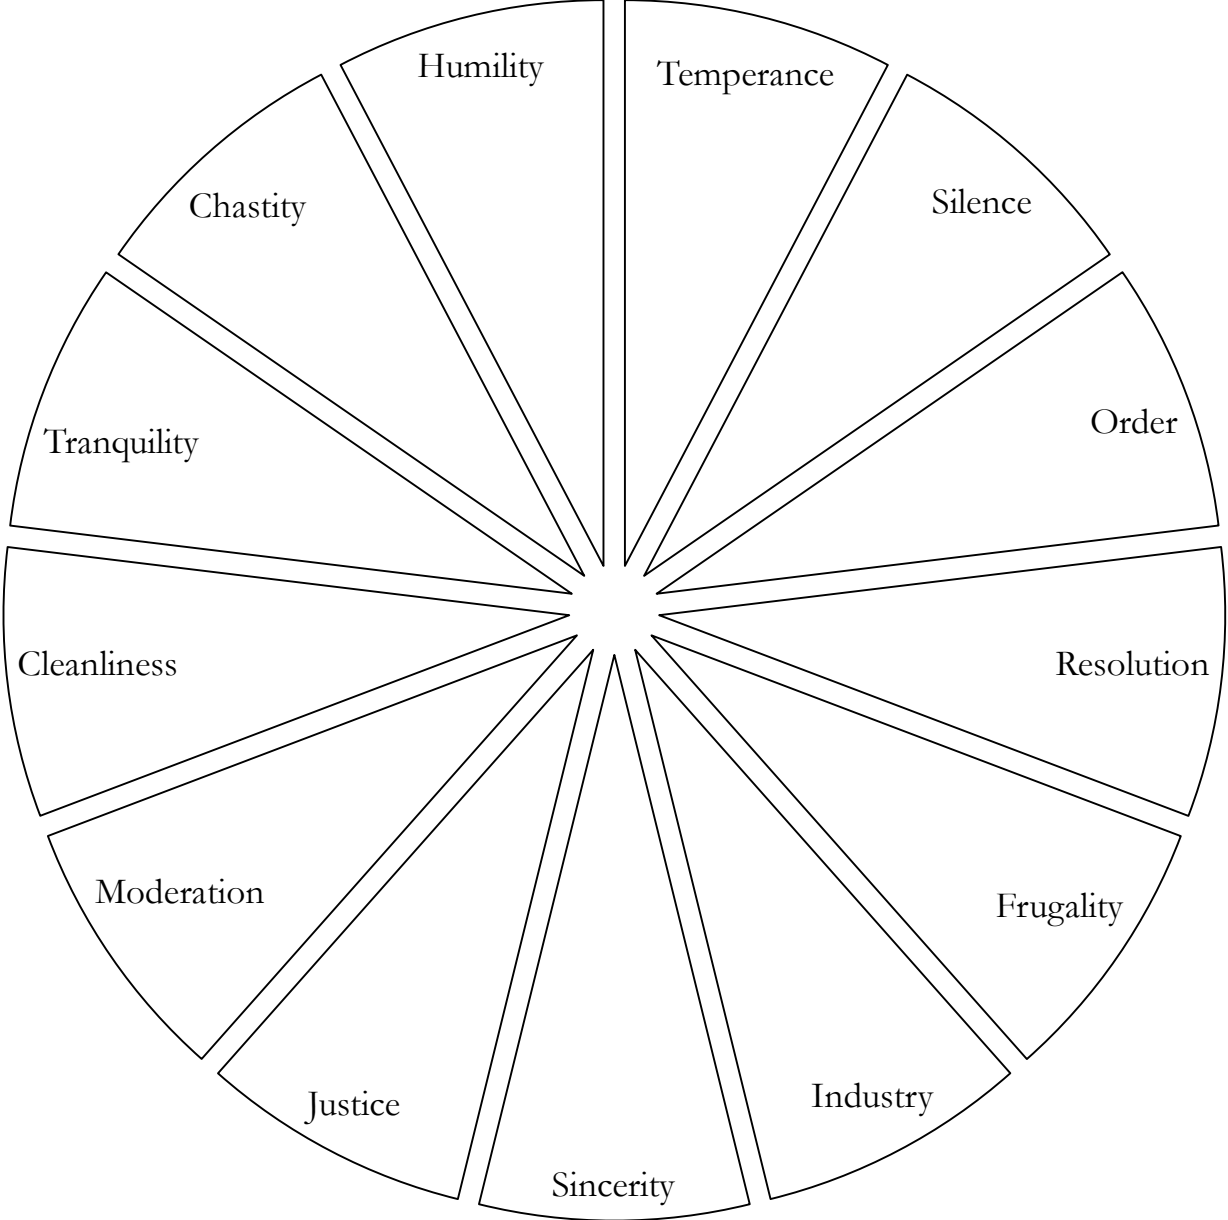 Temperance
Silence
Order
Resolution
Frugality
Industry
Sincerity
Justice
Moderation
Cleanliness
Tranquility
Chastity
Humility